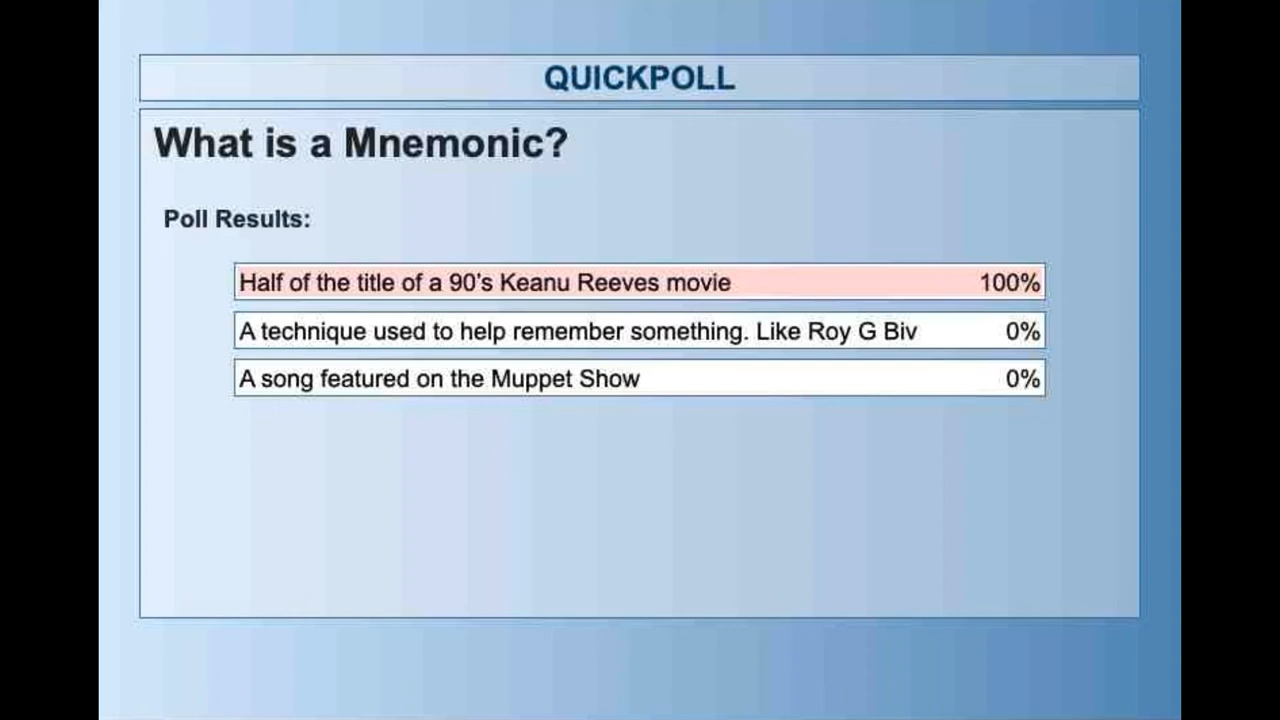 QUICKPOLL
What is a Mnemonic?
Poll Results:
Half of the title of a 90's Keanu Reeves movie 100%
A technique used to help remember something. Like Roy G Biv 0%
A song featured on the Muppet Show 0%